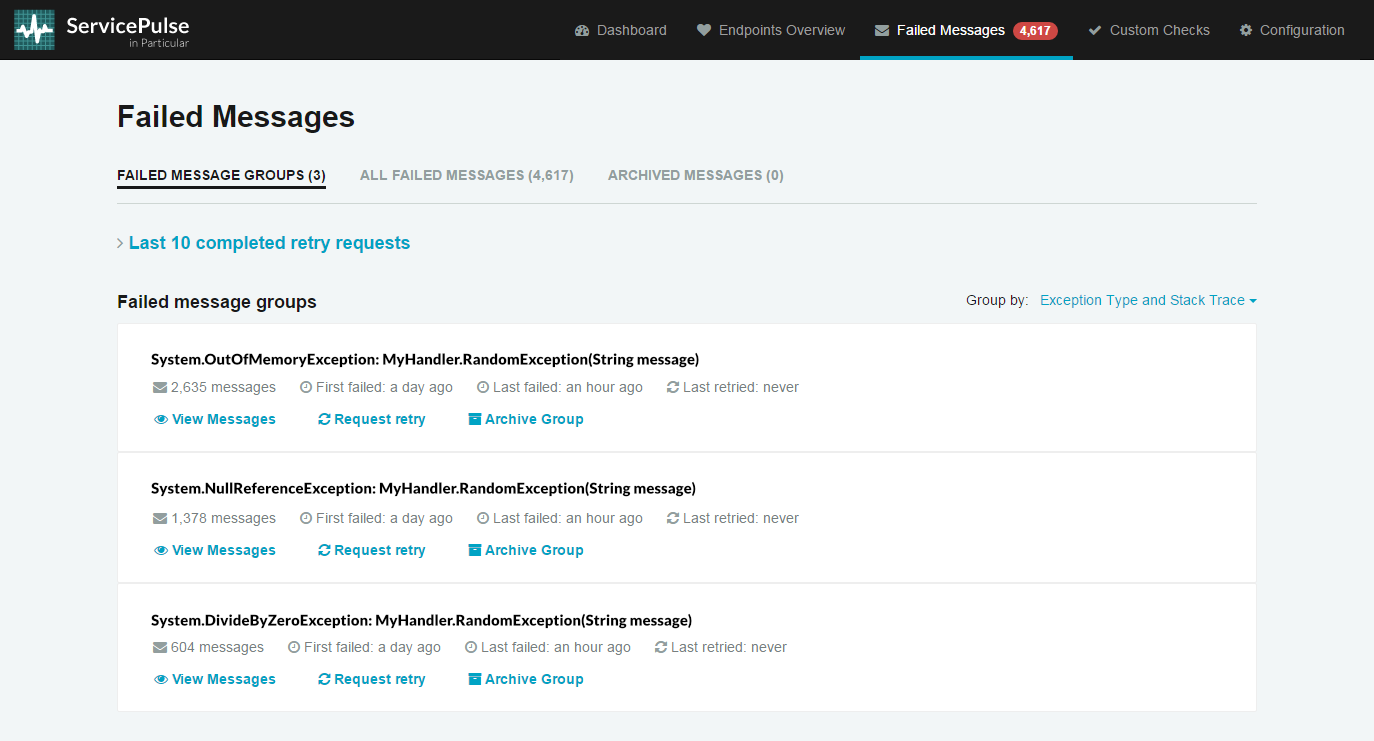 ServicePulse
in Particular
Dashboard Endpoints Overview Failed Messages 4,617 Custom Checks Configuration
Failed Messages
FAILED MESSAGE GROUPS (3) ALL FAILED MESSAGES (4,617) ARCHIVED MESSAGES (0)
Last 10 completed retry requests
Failed message groups Group by: Exception Type and Stack Trace
System.OutOfMemoryException: MyHandler.RandomException(String message)
2,635 messages First failed: a day ago Last failed: an hour ago Last retried: never
View Messages Request retry Archive Group
System.NullReferenceException: MyHandler.RandomException(String message)
1,378 messages First failed: a day ago Last failed: an hour ago Last retried: never
View Messages Request retry Archive Group
System.DivideByZeroException: MyHandler.RandomException(String message)
604 messages First failed: a day ago Last failed: an hour ago Last retried: never
View Messages Request retry Archive Group